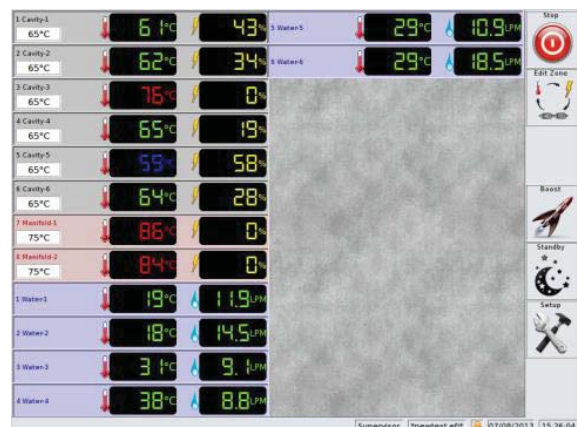 1 Cavity-1
65°C
61°C
43%
2 Cavity-2
65°C
62°C
34%
3 Cavity-3
65°C
76°C
0%
4 Cavity-4
65°C
65°C
19%
5 Cavity-5
65°C
55°C
58%
6 Cavity-6
65°C
64°C
28%
7 Manifold-1
75°C
86°C
0%
8 Manifold-2
75°C
84°C
0%
1 Water-1
19°C
11.9LPM
2 Water-2
18°C
14.5LPM
3 Water-3
31°C
9.1LPM
4 Water-4
38°C
8.8LPM
5 Water-5
29°C
10.9LPM
6 Water-6
29°C
18.5LPM
Stop
Edit Zone
Boost
Standby
Setup
Supervisor
?newtest edit
07/08/2013
15:26:04